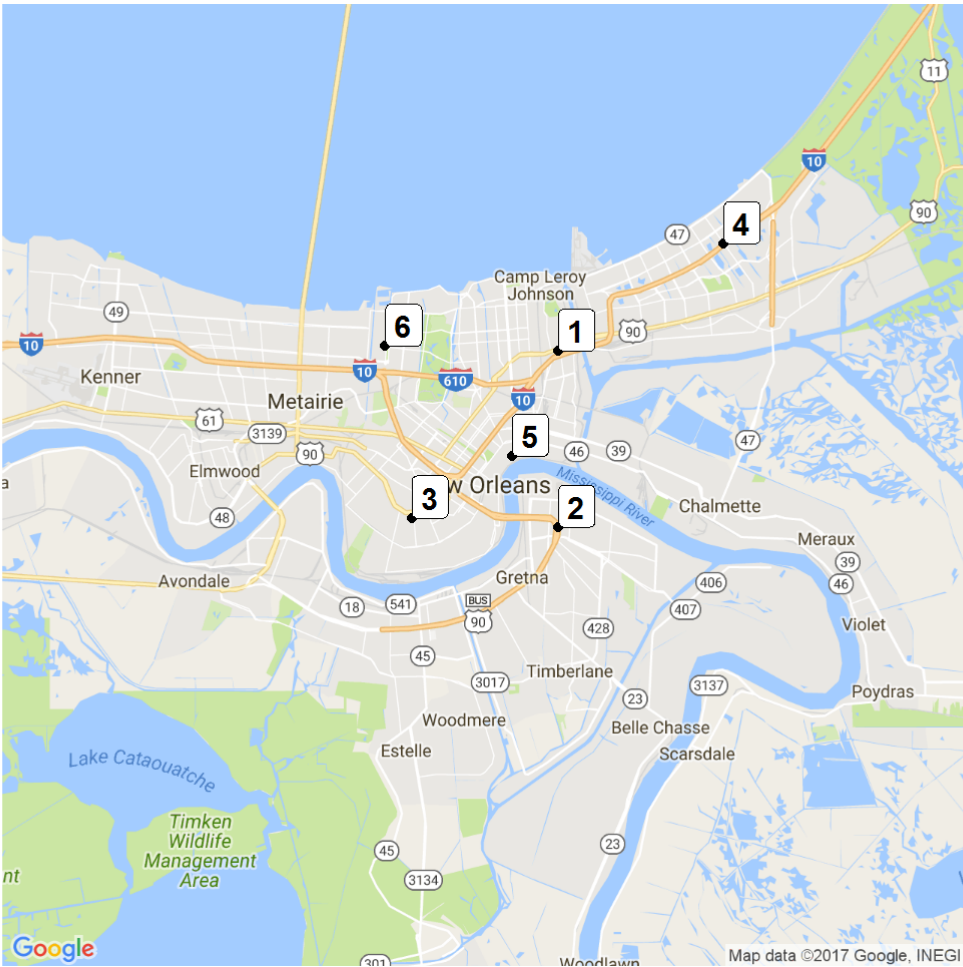 11
10
90
4
47
Camp Leroy
Johnson
49
6
1
90
10
10
610
Kenner
10
Metairie
61
3139
5
47
90
46
39
Elmwood
Mississippi River
3
w Orleans
2
Chalmette
48
Meraux
39
Avondale
Gretna
406
46
BUS
18
541
407
90
428
Violet
45
Timberlane
3017
3137
23
Poydras
Woodmere
Belle Chasse
Estelle
Scarsdale
Lake Cataouatche
Timken
Wildlife
Management
Area
23
45
nt
3134
Google
Map data ©2017 Google, INEGI
301
Woodlawn